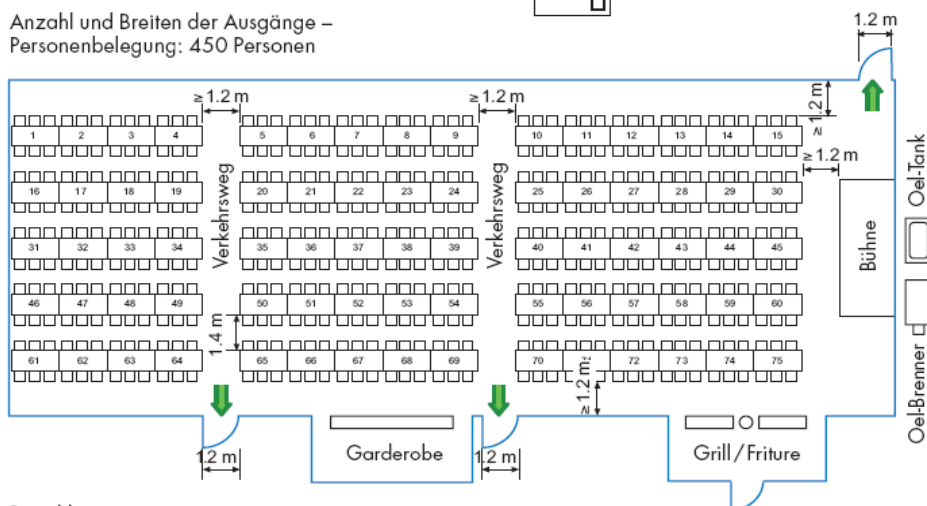 Anzahl und Breiten der Ausgänge –
Personenbelegung: 450 Personen
1.2 m
≥ 1.2 m
≥ 1.2 m
≥ 1.2 m
1 2 3 4
5 6 7 8 9
10 11 12 13 14 15
≥ 1.2 m
Verkehrsweg
Verkehrsweg
16 17 18 19
20 21 22 23 24
25 26 27 28 29 30
Oel-Tank
Bühne
31 32 33 34
35 36 37 38 39
40 41 42 43 44 45
46 47 48 49
50 51 52 53 54
55 56 57 58 59 60
1.4 m
61 62 63 64
65 66 67 68 69
70 72 73 74 75
≥ 1.2 m
Oel-Brenner
1.2 m
Garderobe
1.2 m
Grill / Friture